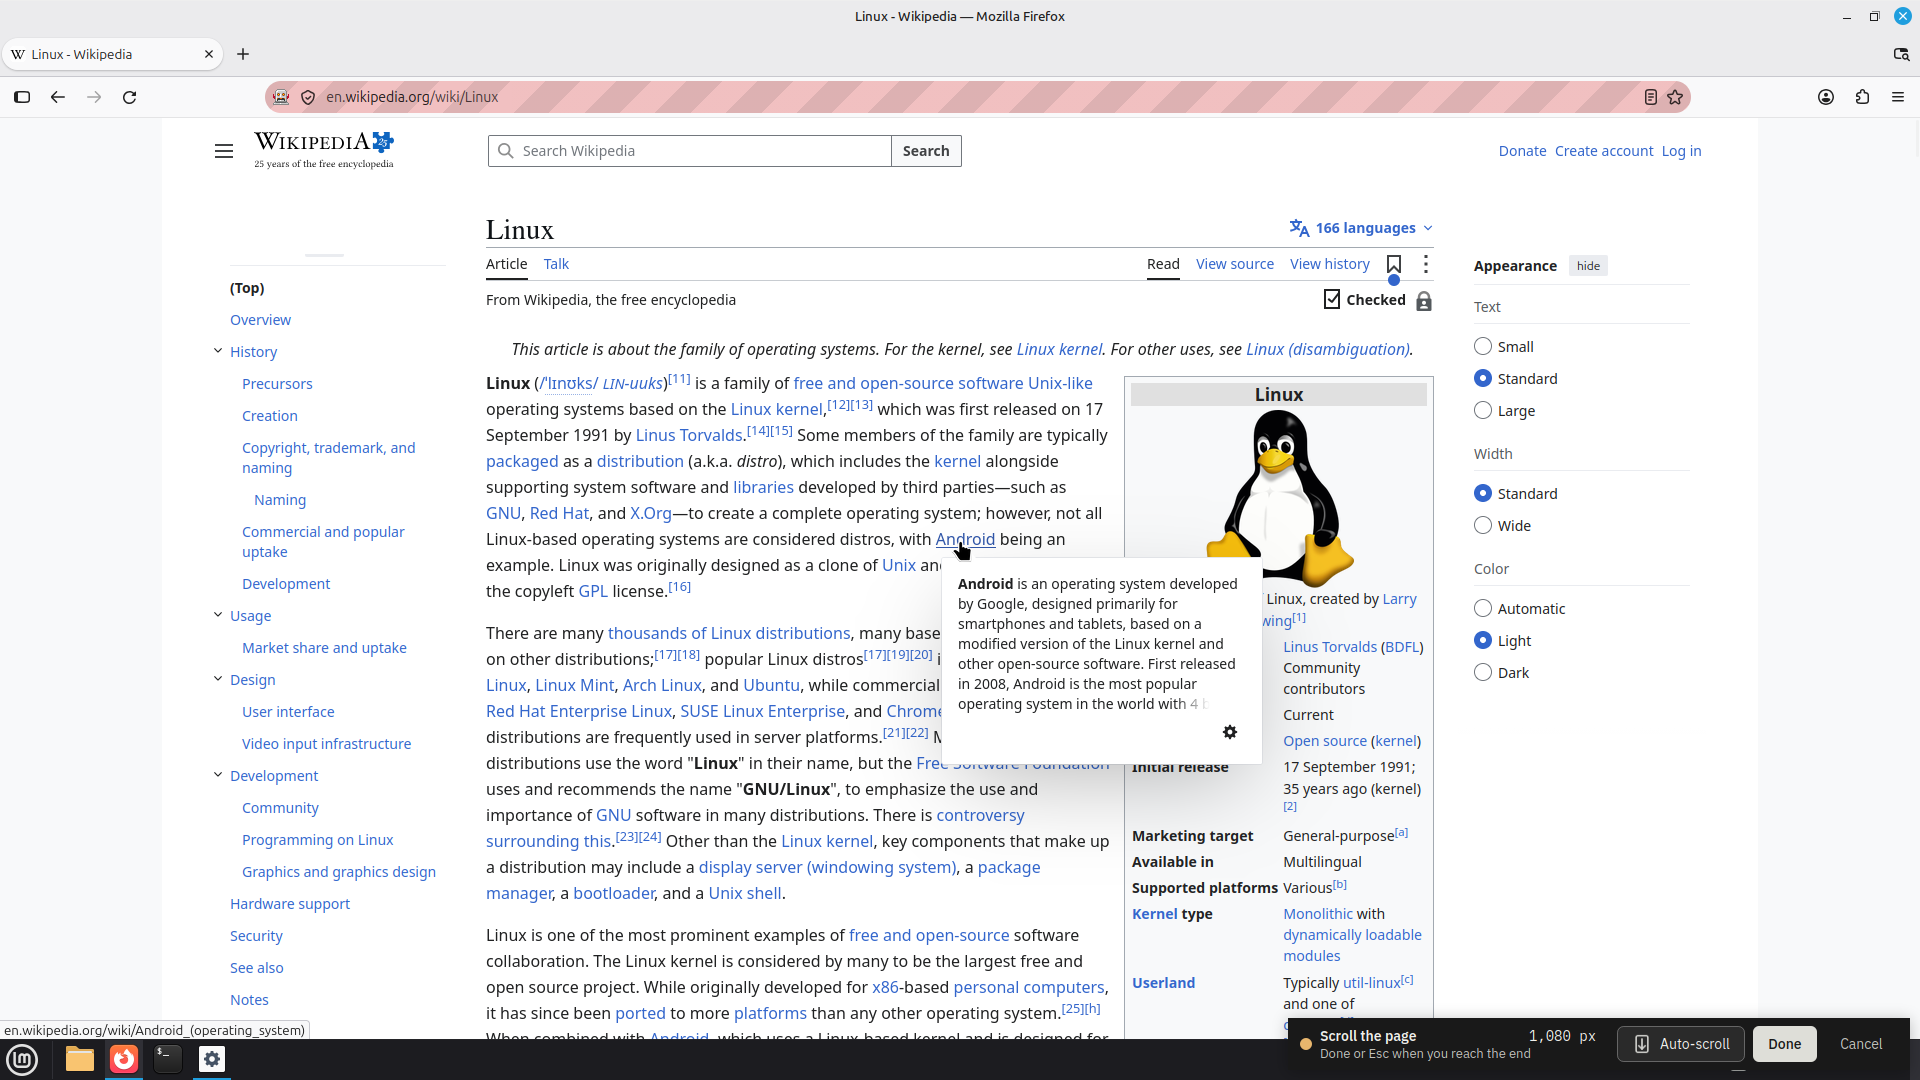 Linux - Wikipedia — Mozilla Firefox
Linux - Wikipedia
en.wikipedia.org/wiki/Linux
WIKIPEDIA 25
25 years of the free encyclopedia
Search Wikipedia
Search
Donate
Create account
Log in
(Top)
Overview
History
Precursors
Creation
Copyright, trademark, and
naming
Naming
Commercial and popular
uptake
Development
Usage
Market share and uptake
Design
User interface
Video input infrastructure
Development
Community
Programming on Linux
Graphics and graphics design
Hardware support
Security
See also
Notes
Linux
166 languages
Article Talk
Read View source View history
From Wikipedia, the free encyclopedia
Checked
This article is about the family of operating systems. For the kernel, see Linux kernel. For other uses, see Linux (disambiguation).
Linux (/ˈlɪnʊks/ LIN-uuks)[11] is a family of free and open-source software Unix-like
operating systems based on the Linux kernel,[12][13] which was first released on 17
September 1991 by Linus Torvalds.[14][15] Some members of the family are typically
packaged as a distribution (a.k.a. distro), which includes the kernel alongside
supporting system software and libraries developed by third parties—such as
GNU, Red Hat, and X.Org—to create a complete operating system; however, not all
Linux-based operating systems are considered distros, with Android being an
example. Linux was originally designed as a clone of Unix
the copyleft GPL license.[16]
There are many thousands of Linux distributions, many
on other distributions;[17][18] popular Linux distros[17][19][20]
Linux, Linux Mint, Arch Linux, and Ubuntu, while commercial
Red Hat Enterprise Linux, SUSE Linux Enterprise, and
distributions are frequently used in server platforms.[21][22]
distributions use the word "Linux" in their name, but the Free Software Foundation
uses and recommends the name "GNU/Linux", to emphasize the use and
importance of GNU software in many distributions. There is controversy
surrounding this.[23][24] Other than the Linux kernel, key components that make up
a distribution may include a display server (windowing system), a package
manager, a bootloader, and a Unix shell.
Linux is one of the most prominent examples of free and open-source software
collaboration. The Linux kernel is considered by many to be the largest free and
open source project. While originally developed for x86-based personal computers,
it has since been ported to more platforms than any other operating system.[25][h]
When combined with Android, which uses a Linux-based kernel and is designed for
Android is an operating system developed
by Google, designed primarily for
smartphones and tablets, based on a
modified version of the Linux kernel and
other open-source software. First released
in 2008, Android is the most popular
operating system in the world with 4
Linux
Linux, created by Larry
[1]
Linus Torvalds (BDFL)
Community
contributors
Current
Open source (kernel)
Initial release 17 September 1991;
35 years ago (kernel)
[2]
Marketing target General-purpose[a]
Available in Multilingual
Supported platforms Various[b]
Kernel type Monolithic with
dynamically loadable
modules
Userland Typically util-linux[c]
and one of
Appearance hide
Text
Small
Standard
Large
Width
Standard
Wide
Color
Automatic
Light
Dark
en.wikipedia.org/wiki/Android_(operating_system)
Scroll the page 1,080 px
Done or Esc when you reach the end
Auto-scroll
Done
Cancel